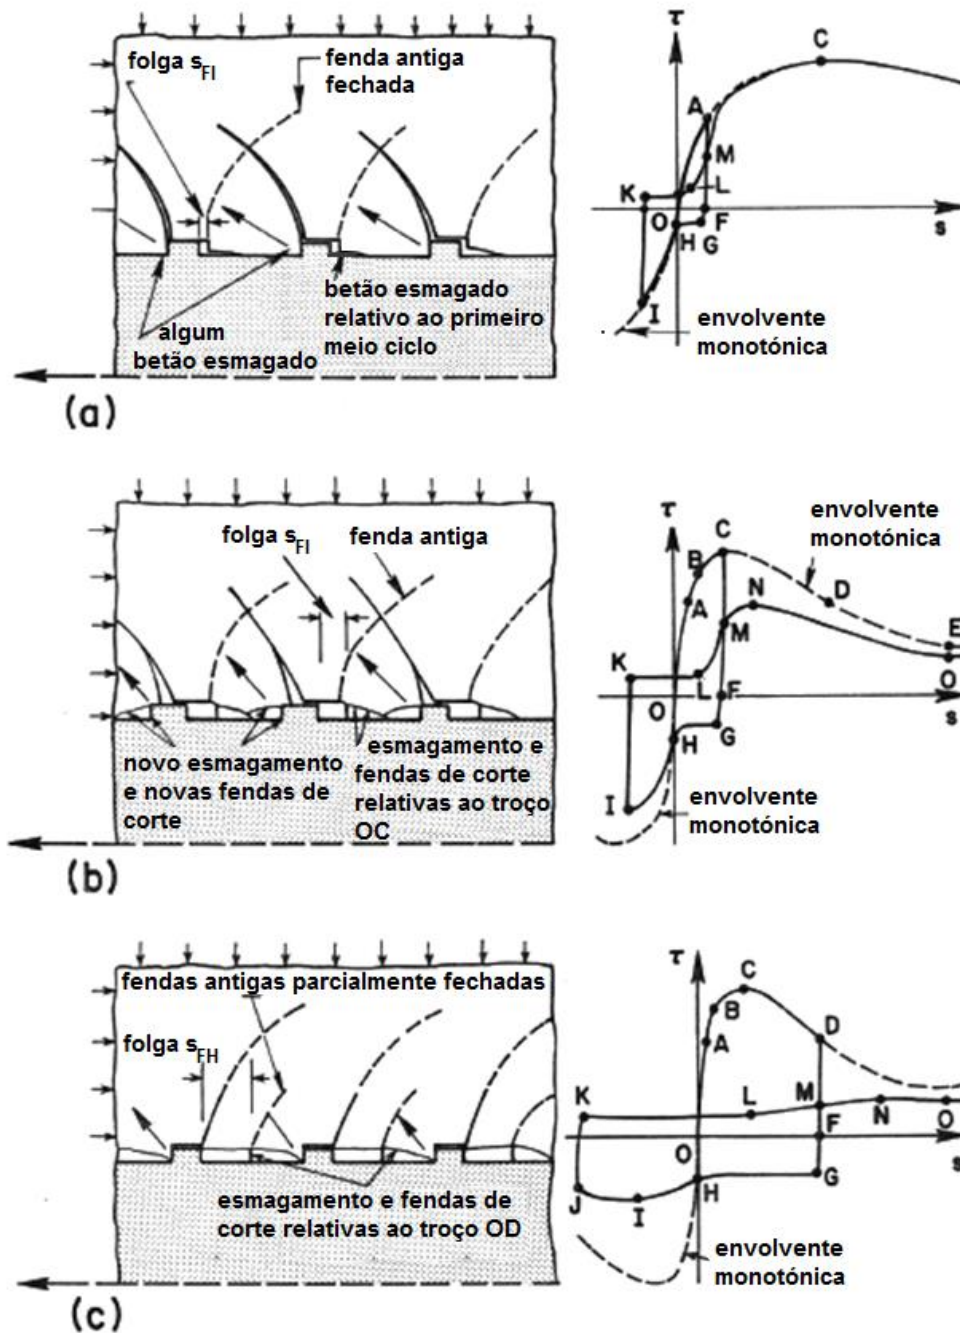 folga sFI
fenda antiga
fechada
betão esmagado
relativo ao primeiro
meio ciclo
algum
betão esmagado
(a)
τ
C
A
M
K
L
O
F
H
G
s
I
envolvente
monotónica
folga sFI
fenda antiga
novo esmagamento
e novas fendas de
corte
esmagamento e
fendas de corte
relativas ao troço
OC
(b)
τ
C
envolvente
monotónica
B
A
N
D
M
E
K
L
F
O
O
s
H
G
I
envolvente
monotónica
fendas antigas parcialmente fechadas
folga sFH
esmagamento e fendas de
corte relativas ao troço OD
(c)
τ
C
B
D
A
K
L
M
N
O
F
O
s
H
G
J
I
envolvente
monotónica